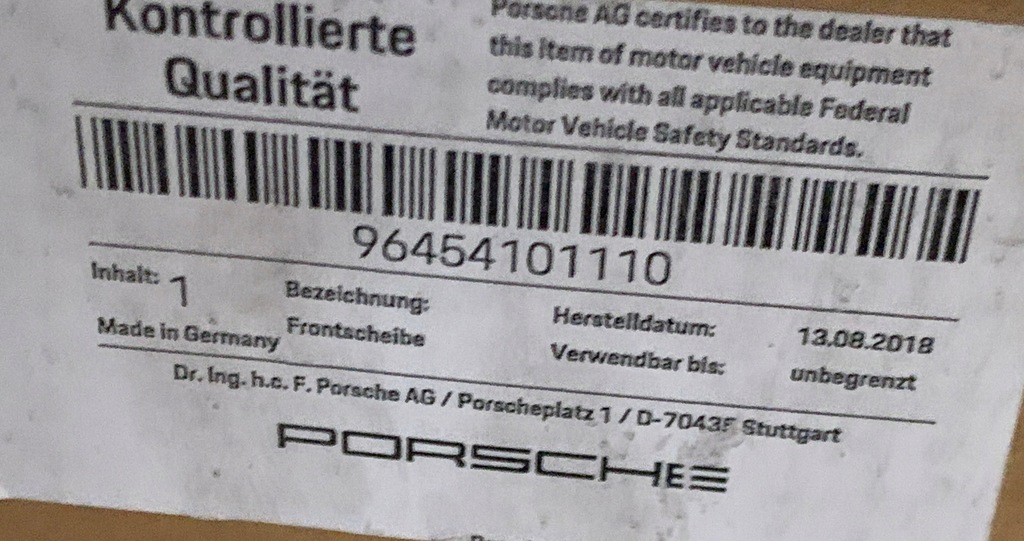 Kontrollierte
Qualität
Porsche AG certifies to the dealer that
this item of motor vehicle equipment
complies with all applicable Federal
Motor Vehicle Safety Standards.
96454101110
Inhalt: 1
Made in Germany
Bezeichnung:
Frontscheibe
Herstelldatum: 13.08.2018
Verwendbar bis: unbegrenzt
Dr. Ing. h.c. F. Porsche AG / Porscheplatz 1 / D-70435 Stuttgart
PORSCHE